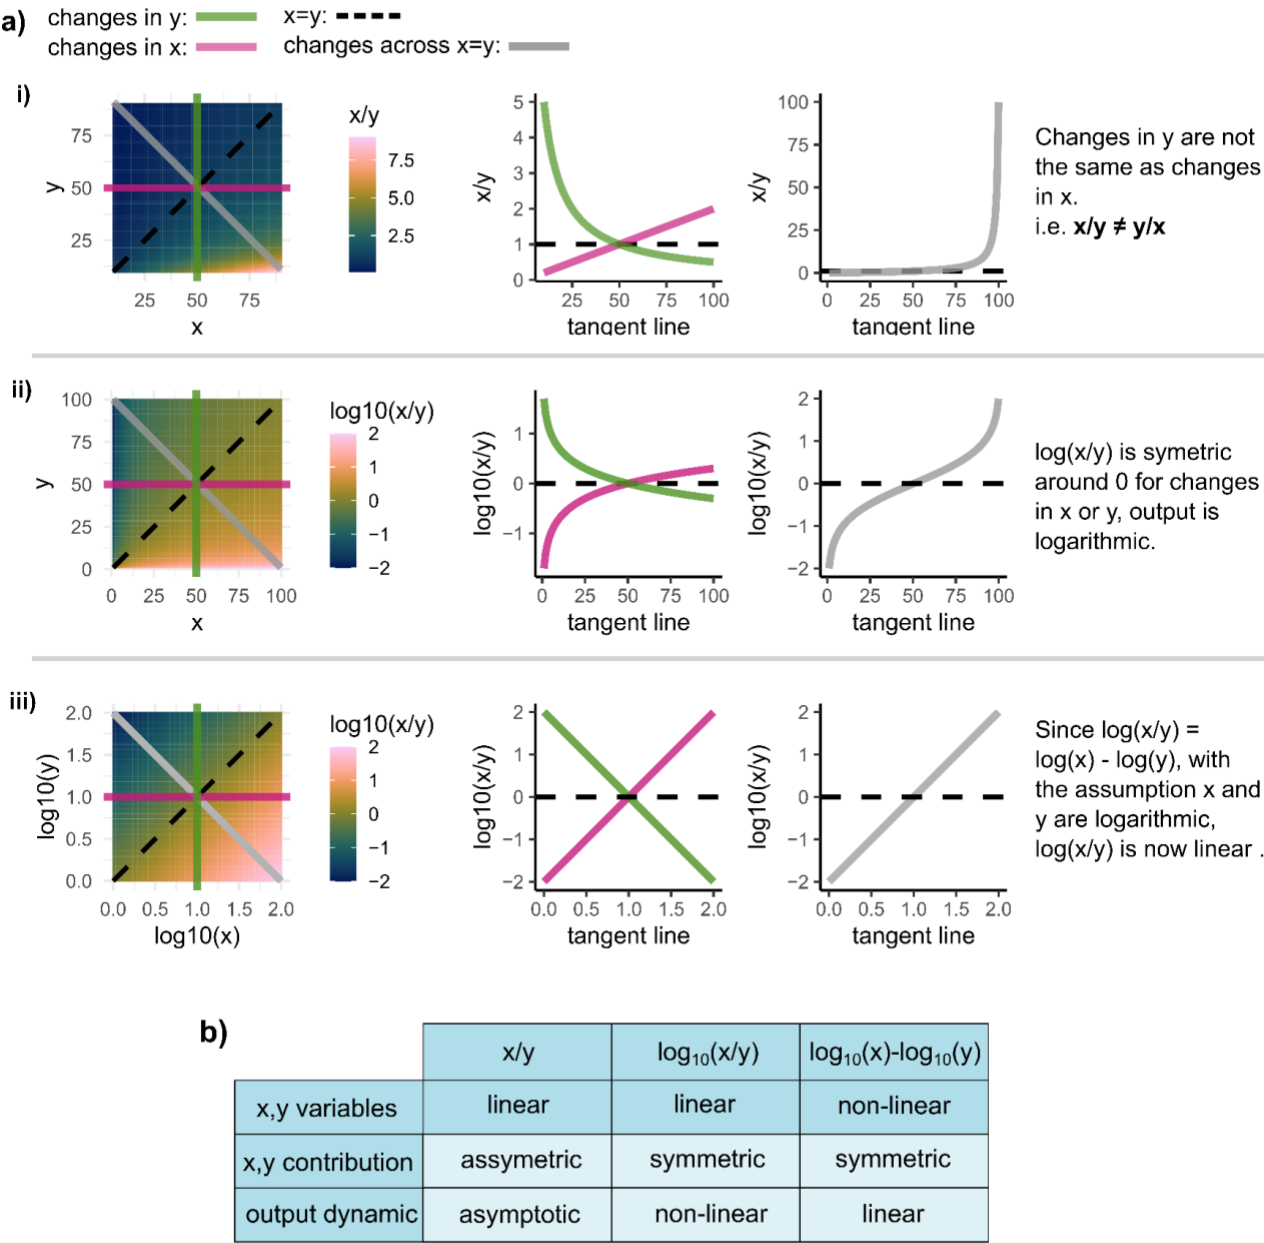 a)
changes in y:
x=y:
changes in x:
changes across x=y:
i)
y
75
50
25
25 50 75
x
x/y
7.5
5.0
2.5
x/y
5
4
3
2
1
0
25 50 75 100
tangent line
x/y
100
75
50
25
0
0 25 50 75 100
tangent line
Changes in y are not
the same as changes
in x.
i.e. x/y ≠ y/x
ii)
y
100
75
50
25
0
0 25 50 75 100
x
log10(x/y)
2
1
0
−1
−2
log10(x/y)
1
0
−1
0 25 50 75 100
tangent line
log10(x/y)
2
1
0
−1
−2
0 25 50 75 100
tangent line
log(x/y) is symetric
around 0 for changes
in x or y, output is
logarithmic.
iii)
log10(y)
2.0
1.5
1.0
0.5
0.0
0.0 0.5 1.0 1.5 2.0
log10(x)
log10(x/y)
2
1
0
−1
−2
log10(x/y)
2
1
0
−1
−2
0.0 0.5 1.0 1.5 2.0
tangent line
log10(x/y)
2
1
0
−1
−2
0.0 0.5 1.0 1.5 2.0
tangent line
Since log(x/y) =
log(x) - log(y), with
the assumption x and
y are logarithmic,
log(x/y) is now linear .
b)
x/y log₁₀(x/y) log₁₀(x)-log₁₀(y)
x,y variables linear linear non-linear
x,y contribution assymetric symmetric symmetric
output dynamic asymptotic non-linear linear